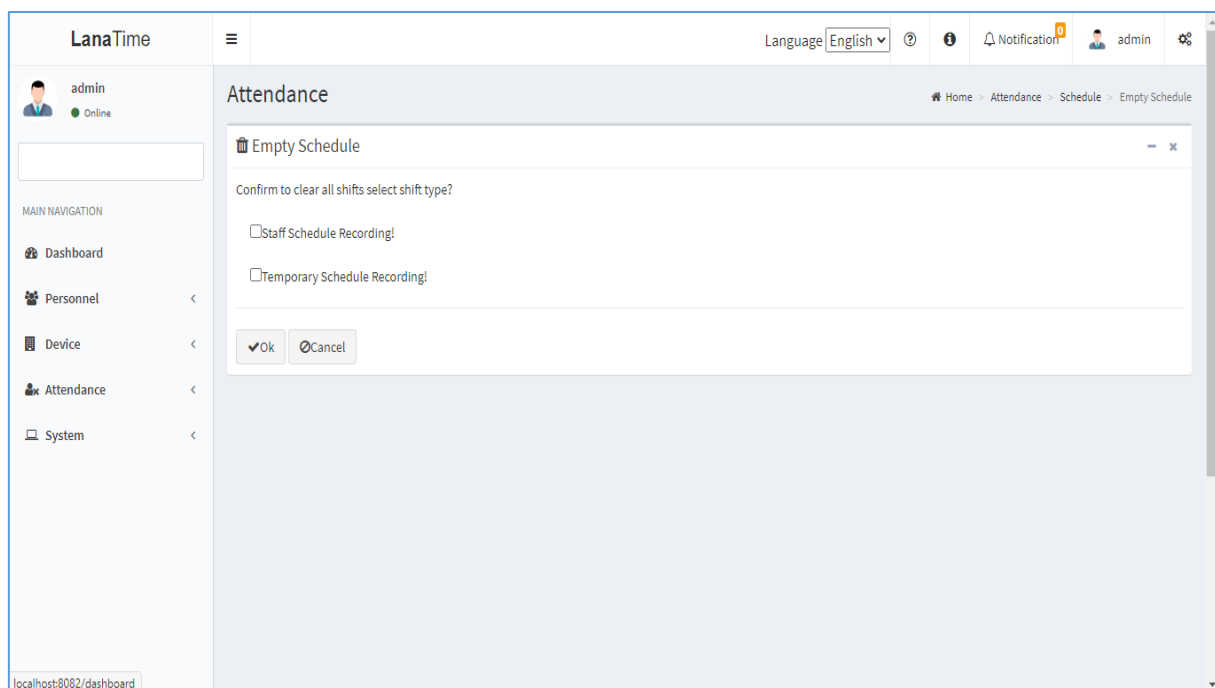 LanaTime
Language English
Notification 0
admin
admin
Online
Attendance
Home > Attendance > Schedule > Empty Schedule
Empty Schedule
Confirm to clear all shifts select shift type?
Staff Schedule Recording!
Temporary Schedule Recording!
Ok
Cancel
MAIN NAVIGATION
Dashboard
Personnel
Device
Attendance
System
localhost:8082/dashboard